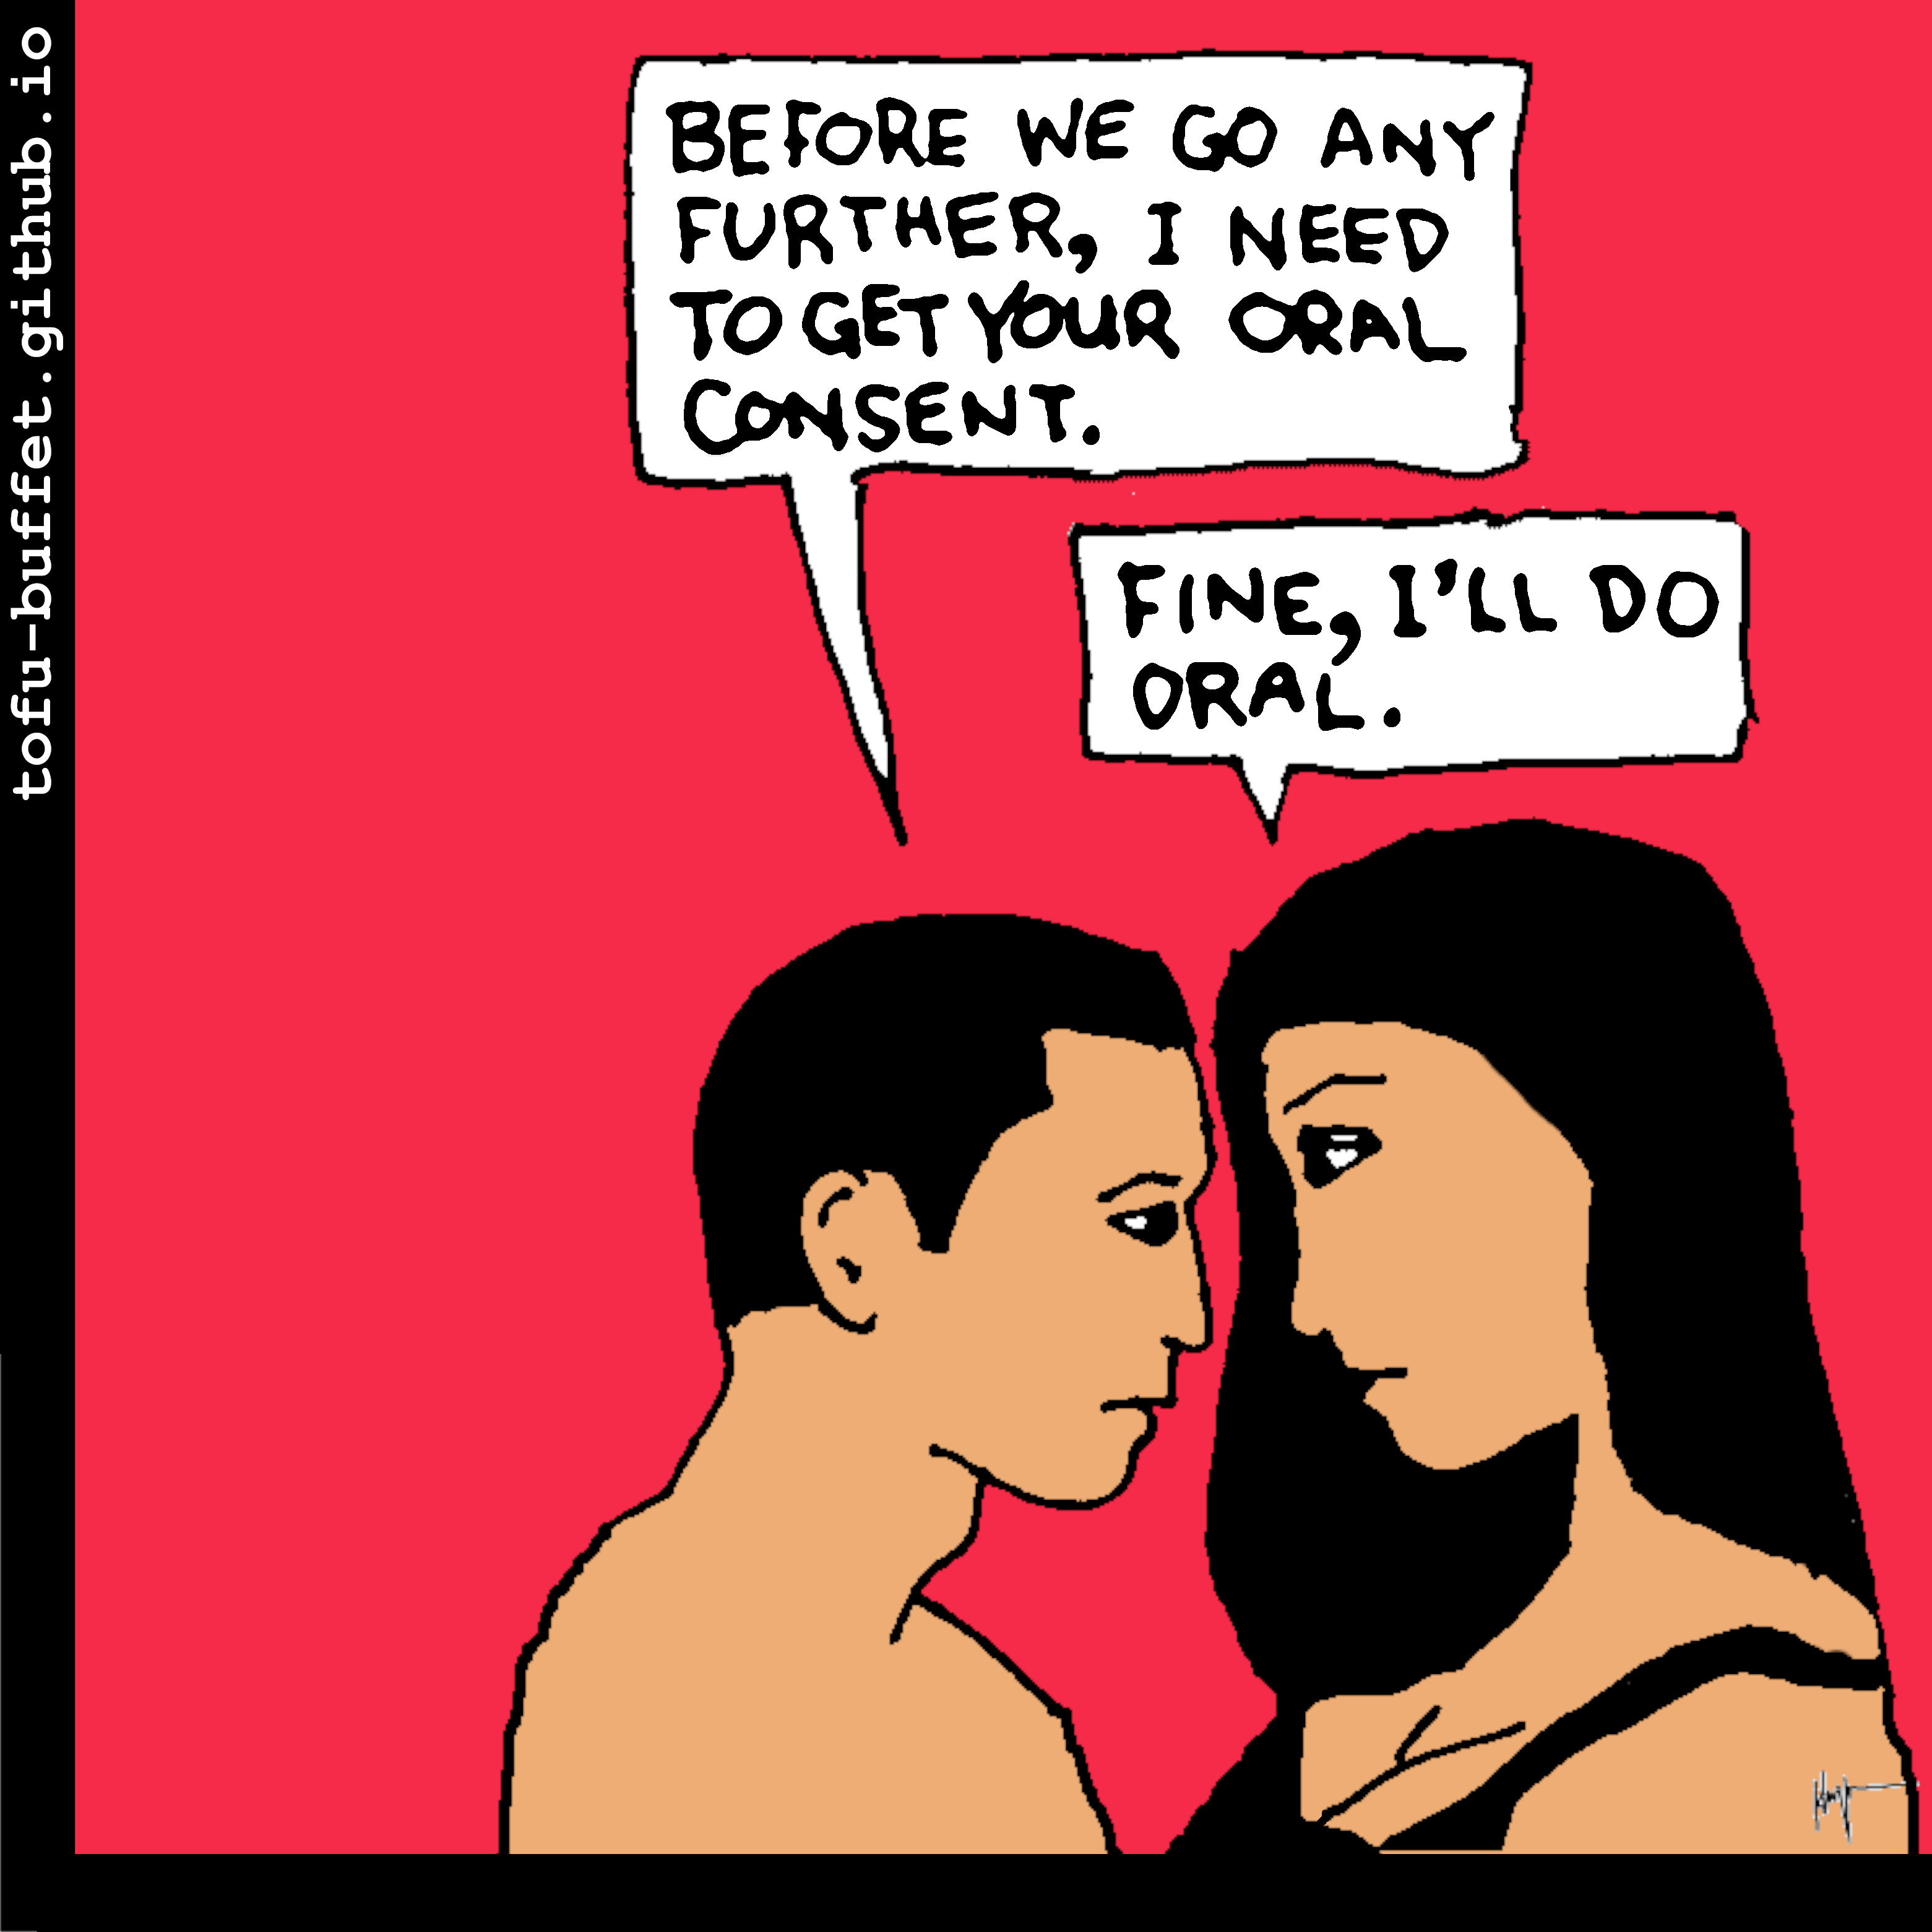 tofu-buffet.github.io
BEFORE WE GO ANY
FURTHER, I NEED
TO GET YOUR ORAL
CONSENT.
FINE, I'LL DO
ORAL.